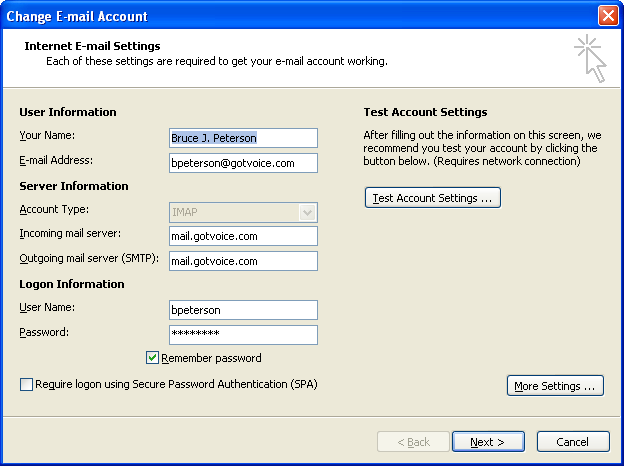 Change E-mail Account
Internet E-mail Settings
Each of these settings are required to get your e-mail account working.
User Information
Your Name: Bruce J. Peterson
E-mail Address: bpeterson@gotvoice.com
Server Information
Account Type: IMAP
Incoming mail server: mail.gotvoice.com
Outgoing mail server (SMTP): mail.gotvoice.com
Logon Information
User Name: bpeterson
Password: ********
Remember password
Require logon using Secure Password Authentication (SPA)
Test Account Settings
After filling out the information on this screen, we
recommend you test your account by clicking the
button below. (Requires network connection)
Test Account Settings ...
More Settings ...
< Back
Next >
Cancel